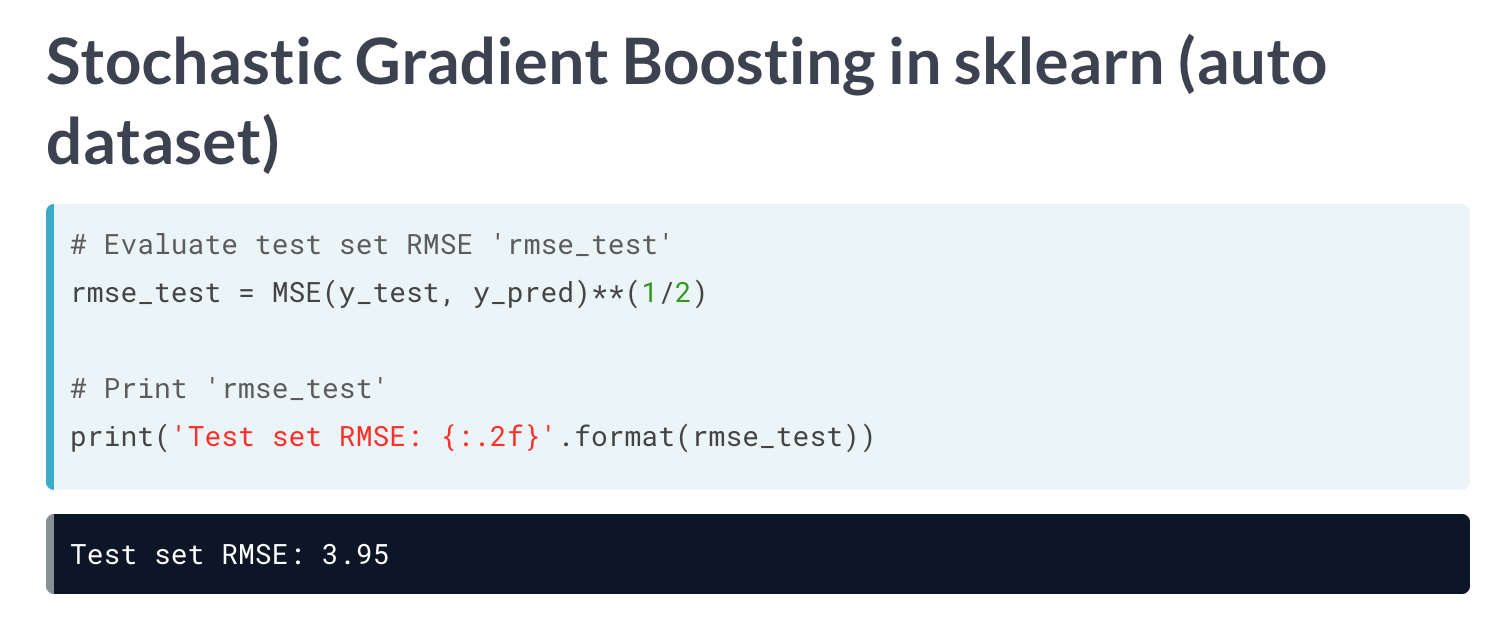 Stochastic Gradient Boosting in sklearn (auto
dataset)
# Evaluate test set RMSE 'rmse_test'
rmse_test = MSE(y_test, y_pred)**(1/2)
# Print 'rmse_test'
print('Test set RMSE: {:.2f}'.format(rmse_test))
Test set RMSE: 3.95